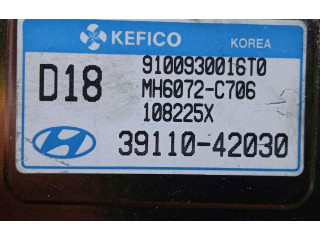 KEFICO KOREA
D18 9100930016T0
MH6072-C706
108225X
39110-42030